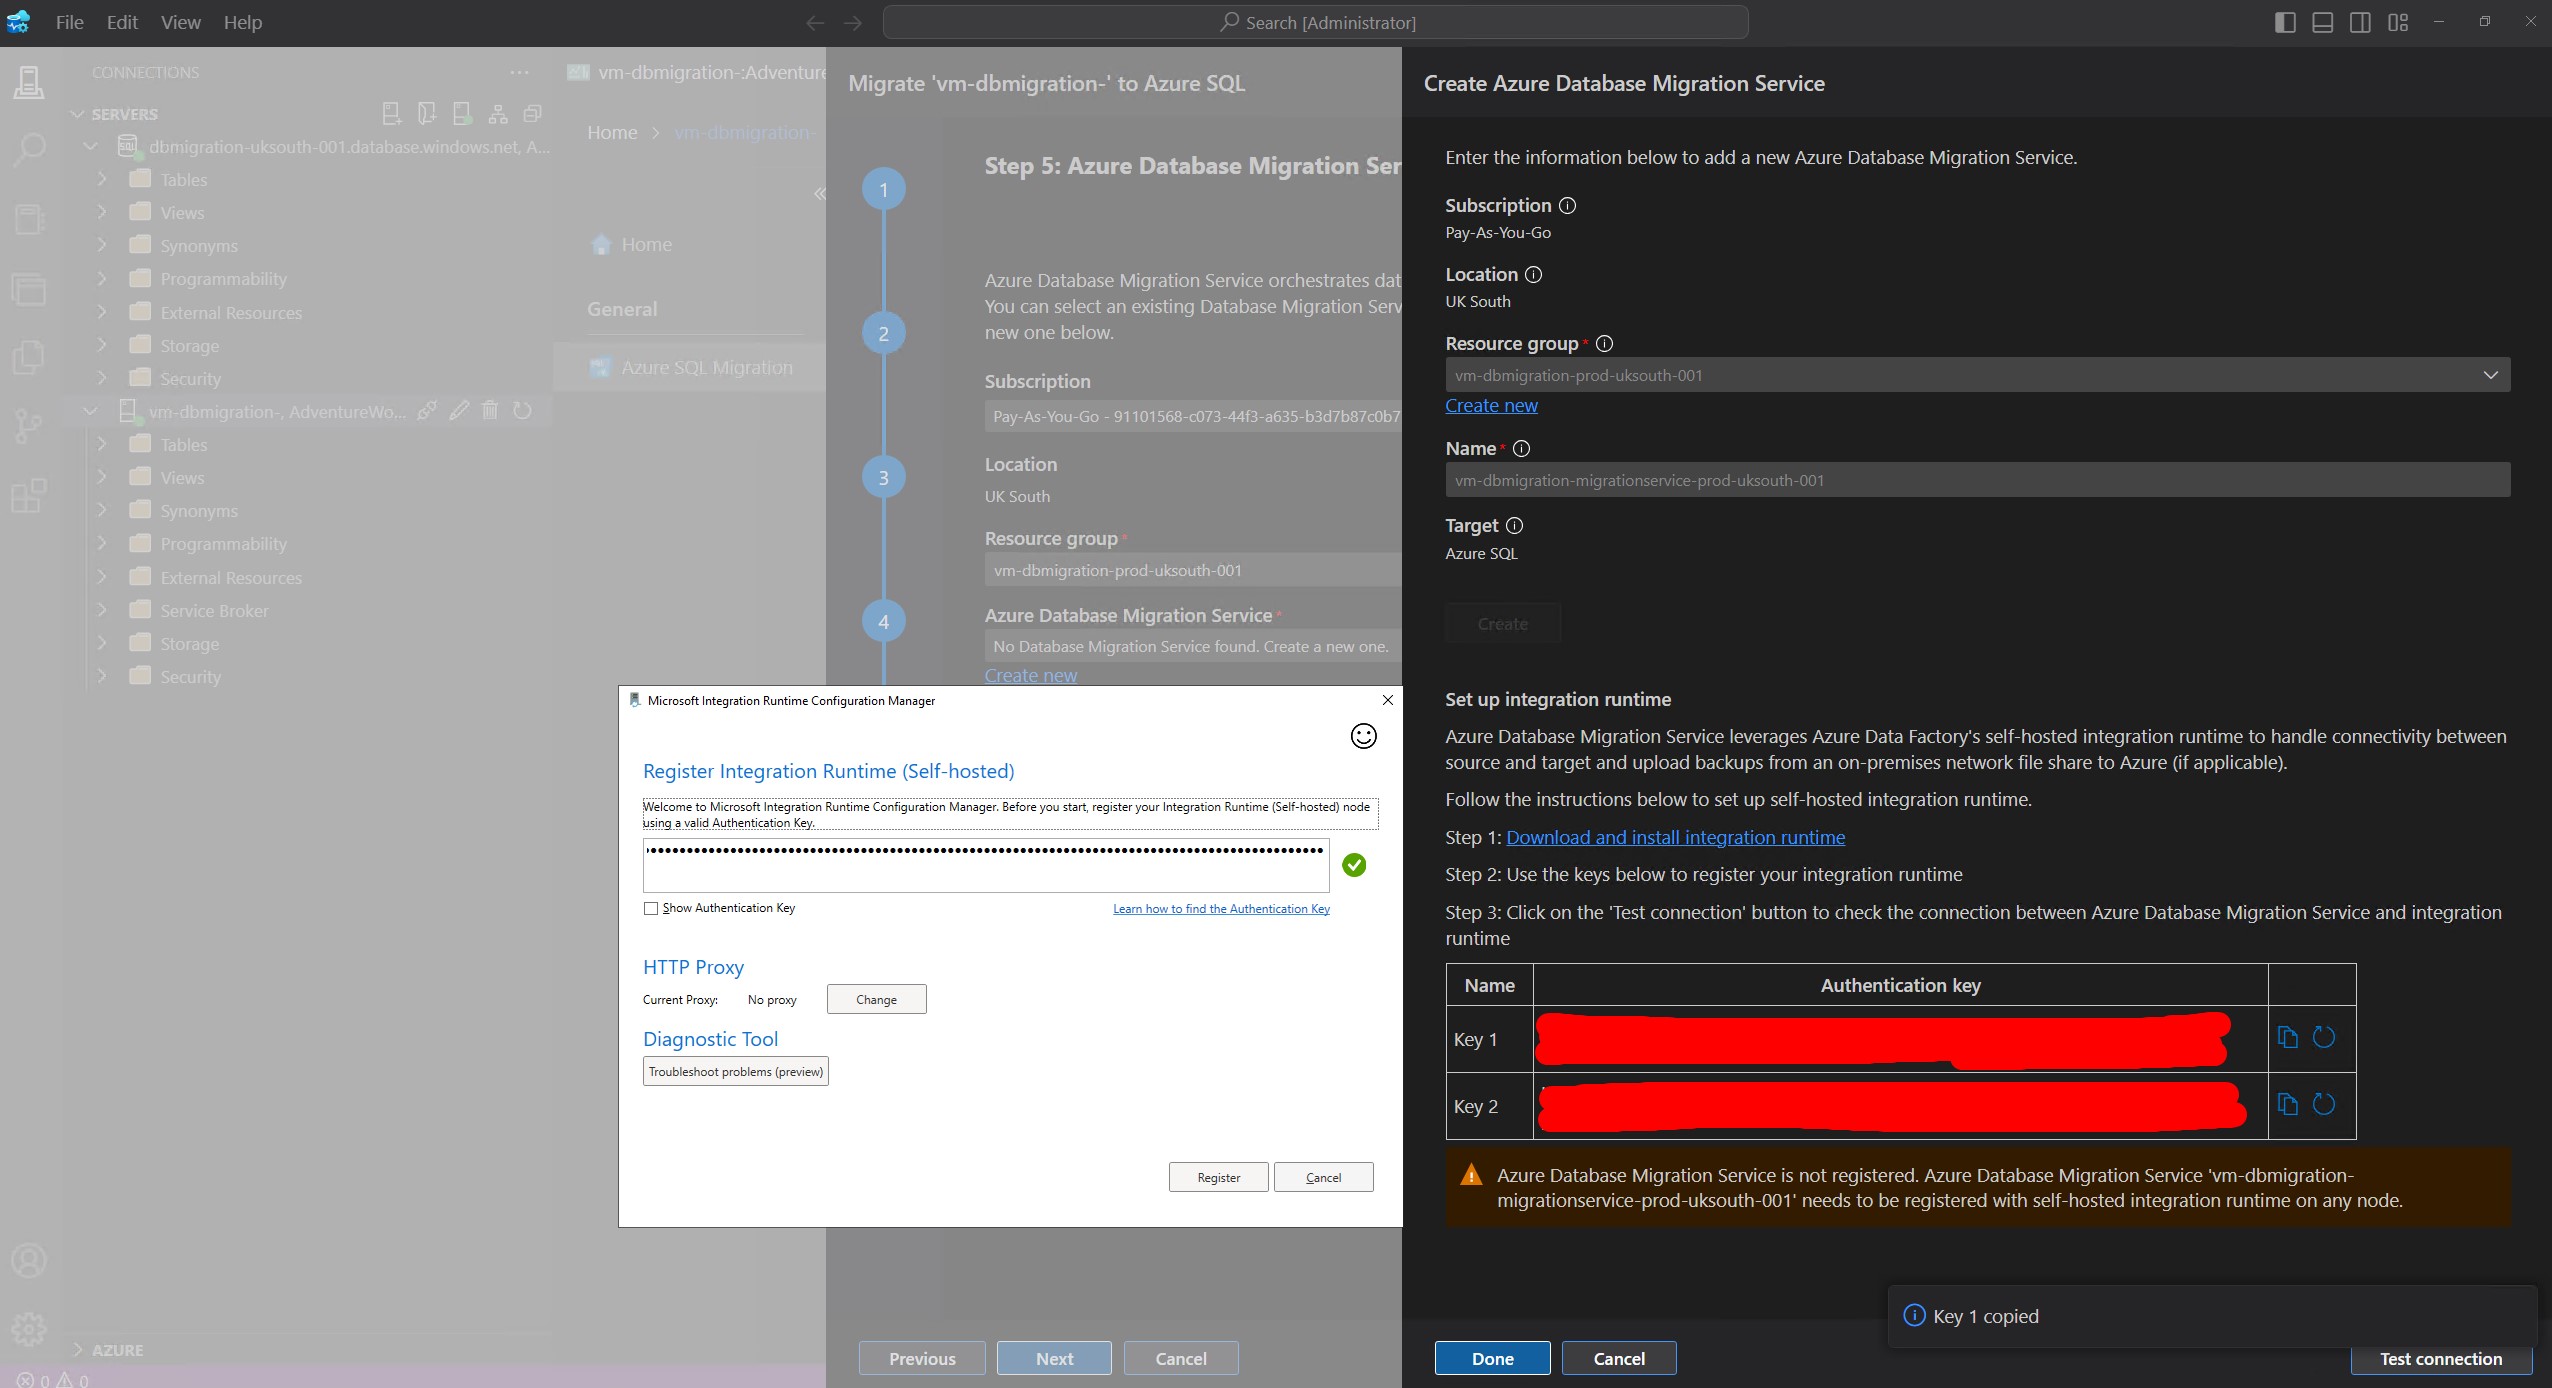 File Edit View Help
Search [Administrator]
CONNECTIONS
SERVERS
dbmigration-uksouth-001.database.windows.net, A...
Tables
Views
Synonyms
Programmability
External Resources
Storage
Security
vm-dbmigration-, AdventureWo...
Tables
Views
Synonyms
Programmability
External Resources
Service Broker
Storage
Security
AZURE
0 0
vm-dbmigration-:Adventure
Home > vm-dbmigration-
Home
General
Azure SQL Migration
Migrate 'vm-dbmigration-' to Azure SQL
1
2
3
4
Step 5: Azure Database Migration Ser
Azure Database Migration Service orchestrates dat
You can select an existing Database Migration Serv
new one below.
Subscription
Pay-As-You-Go - 91101568-c073-44f3-a635-b3d7b87c0b7
Location
UK South
Resource group *
vm-dbmigration-prod-uksouth-001
Azure Database Migration Service *
No Database Migration Service found. Create a new one.
Create new
Previous
Next
Cancel
Microsoft Integration Runtime Configuration Manager
Register Integration Runtime (Self-hosted)
Welcome to Microsoft Integration Runtime Configuration Manager. Before you start, register your Integration Runtime (Self-hosted) node
using a valid Authentication Key.
Show Authentication Key
Learn how to find the Authentication Key
HTTP Proxy
Current Proxy: No proxy Change
Diagnostic Tool
Troubleshoot problems (preview)
Register
Cancel
Create Azure Database Migration Service
Enter the information below to add a new Azure Database Migration Service.
Subscription
Pay-As-You-Go
Location
UK South
Resource group *
vm-dbmigration-prod-uksouth-001
Create new
Name *
vm-dbmigration-migrationservice-prod-uksouth-001
Target
Azure SQL
Create
Set up integration runtime
Azure Database Migration Service leverages Azure Data Factory's self-hosted integration runtime to handle connectivity between
source and target and upload backups from an on-premises network file share to Azure (if applicable).
Follow the instructions below to set up self-hosted integration runtime.
Step 1: Download and install integration runtime
Step 2: Use the keys below to register your integration runtime
Step 3: Click on the 'Test connection' button to check the connection between Azure Database Migration Service and integration
runtime
Name Authentication key
Key 1
Key 2
Azure Database Migration Service is not registered. Azure Database Migration Service 'vm-dbmigration-
migrationservice-prod-uksouth-001' needs to be registered with self-hosted integration runtime on any node.
Key 1 copied
Done
Cancel
Test connection